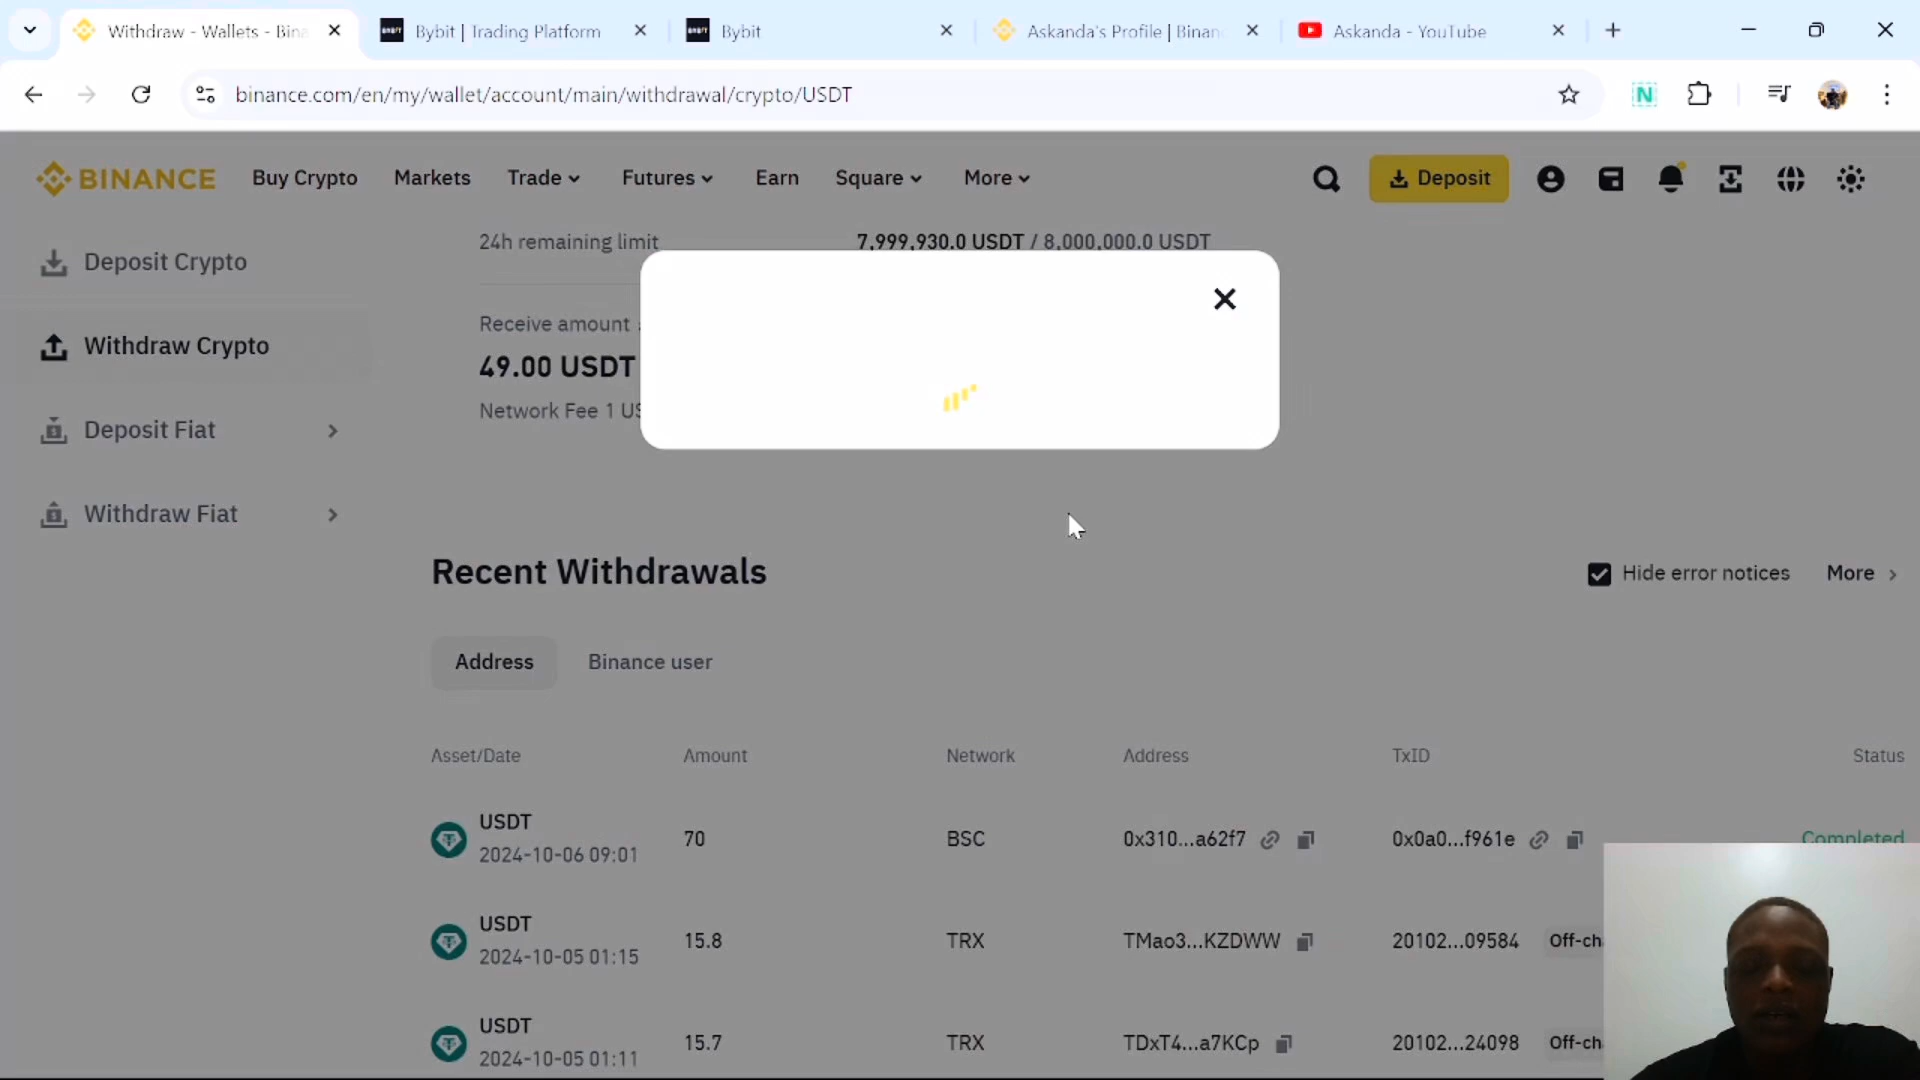 Withdraw - Wallets - Bina
Bybit | Trading Platform
Bybit
Askanda's Profile | Binan
Askanda - YouTube
binance.com/en/my/wallet/account/main/withdrawal/crypto/USDT
N
BINANCE
Buy Crypto
Markets
Trade
Futures
Earn
Square
More
Deposit
Deposit Crypto
Withdraw Crypto
Deposit Fiat
Withdraw Fiat
24h remaining limit
7,999,930.0 USDT / 8,000,000.0 USDT
Receive amount
49.00 USDT
Network Fee 1 US
Recent Withdrawals
Hide error notices
More
Address
Binance user
Asset/Date
Amount
Network
Address
TxID
Status
USDT
2024-10-06 09:01
70
BSC
0x310...a62f7
0x0a0...f961e
Completed
USDT
2024-10-05 01:15
15.8
TRX
TMao3...KZDWW
20102...09584
Off-ch
USDT
2024-10-05 01:11
15.7
TRX
TDxT4...a7KCp
20102...24098
Off-ch